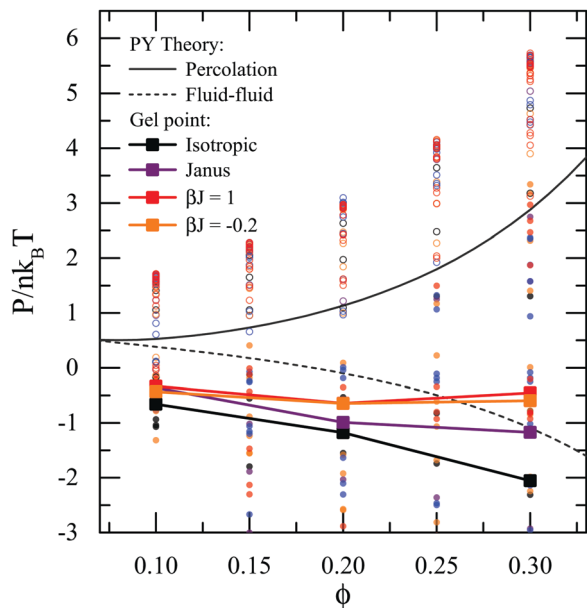 PY Theory:
Percolation
Fluid-fluid
Gel point:
Isotropic
Janus
βJ = 1
βJ = -0.2
P/nk_BT
6
5
4
3
2
1
0
-1
-2
-3
0.10 0.15 0.20 0.25 0.30
ϕ